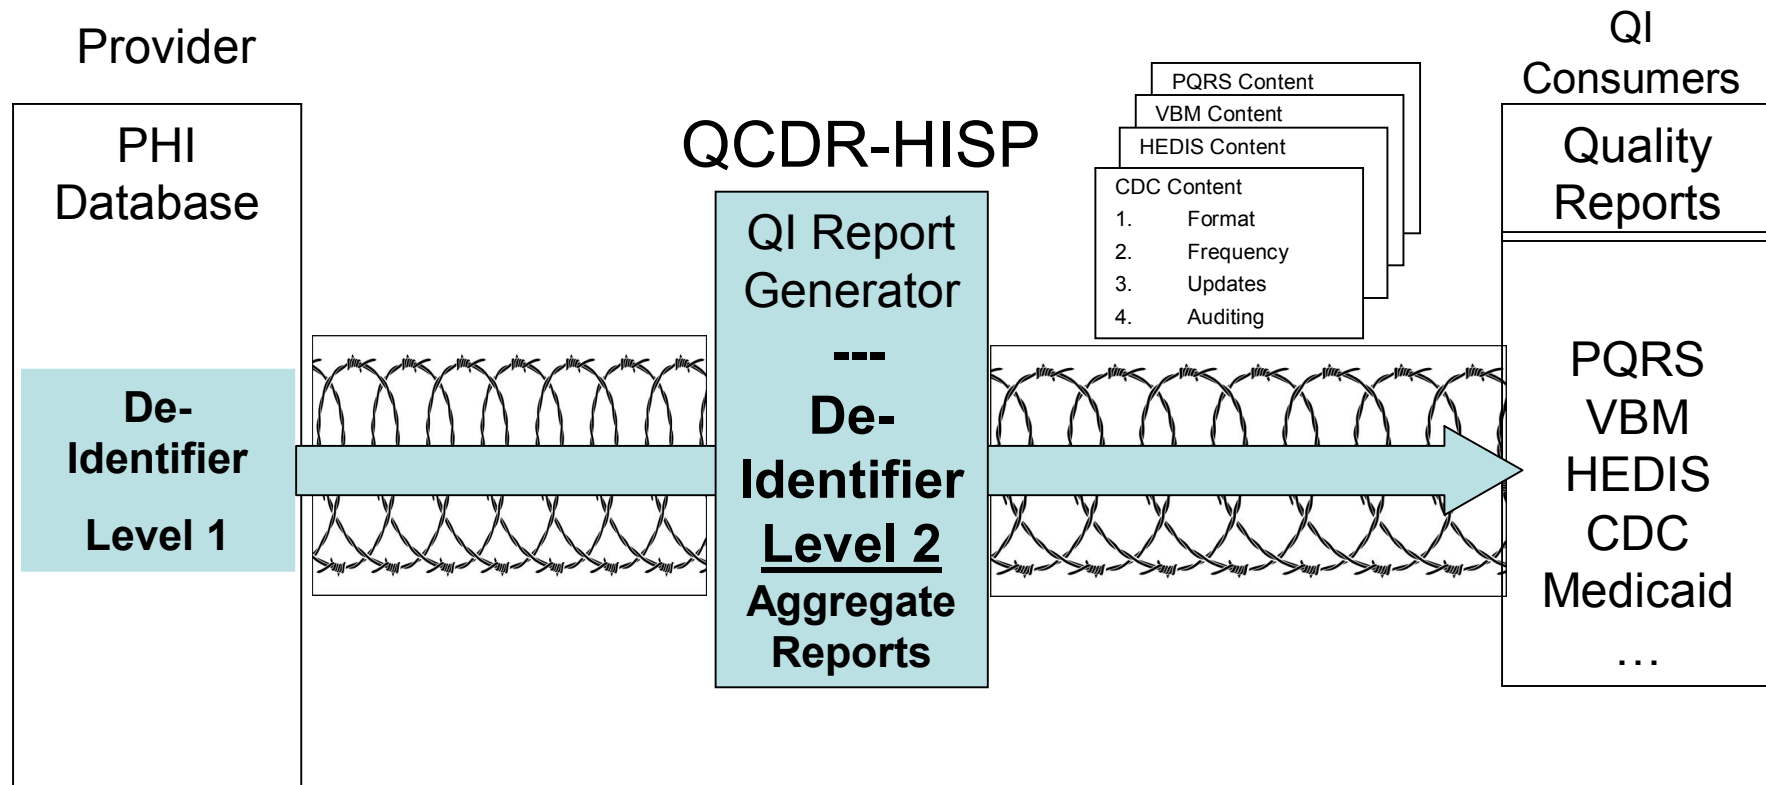 Provider
PHI
Database
De-
Identifier
Level 1
QCDR-HISP
QI Report
Generator
---
De-
Identifier
Level 2
Aggregate
Reports
PQRS Content
VBM Content
HEDIS Content
CDC Content
1. Format
2. Frequency
3. Updates
4. Auditing
QI
Consumers
Quality
Reports
PQRS
VBM
HEDIS
CDC
Medicaid
…